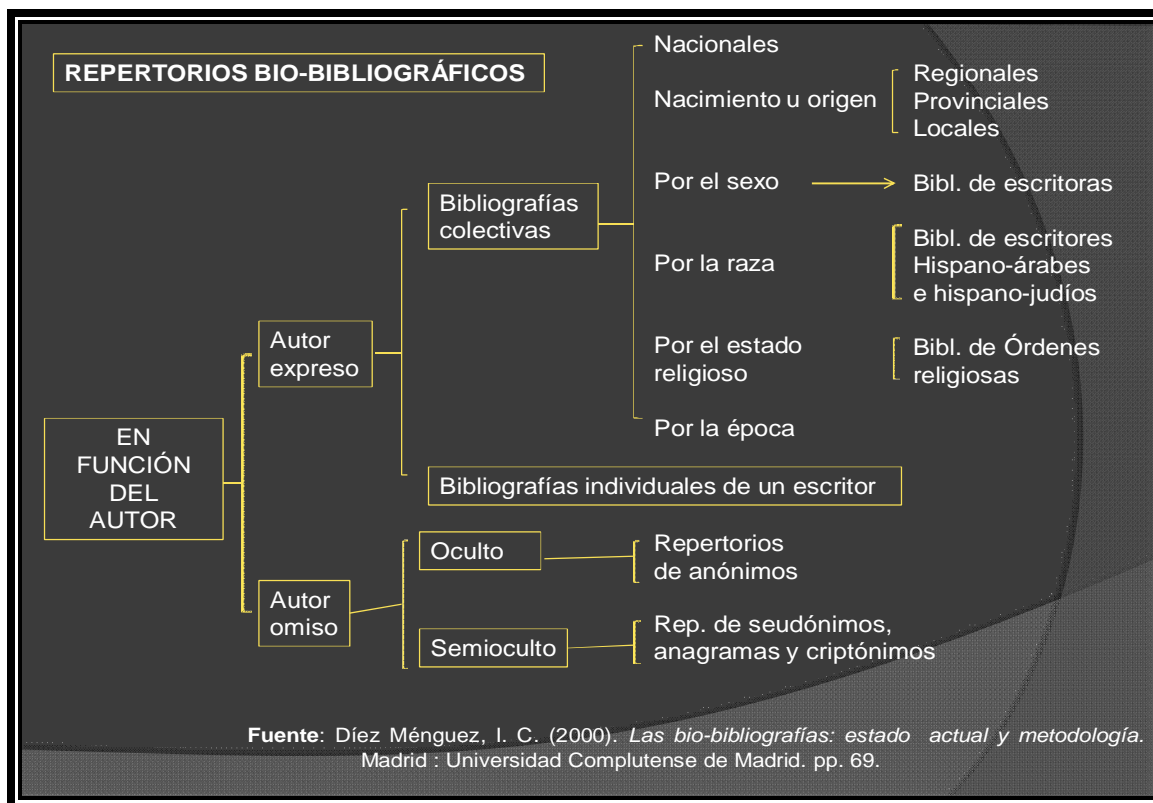 REPERTORIOS BIO-BIBLIOGRÁFICOS
Nacionales
Nacimiento u origen
Regionales
Provinciales
Locales
Por el sexo
Bibl. de escritoras
Bibliografías
colectivas
Por la raza
Bibl. de escritores
Hispano-árabes
e hispano-judíos
Autor
expreso
Por el estado
religioso
Bibl. de Órdenes
religiosas
Por la época
EN
FUNCIÓN
DEL
AUTOR
Bibliografías individuales de un escritor
Autor
omiso
Oculto
Repertorios
de anónimos
Semioculto
Rep. de seudónimos,
anagramas y criptónimos
Fuente: Díez Ménguez, I. C. (2000). Las bio-bibliografías: estado actual y metodología.
Madrid : Universidad Complutense de Madrid. pp. 69.